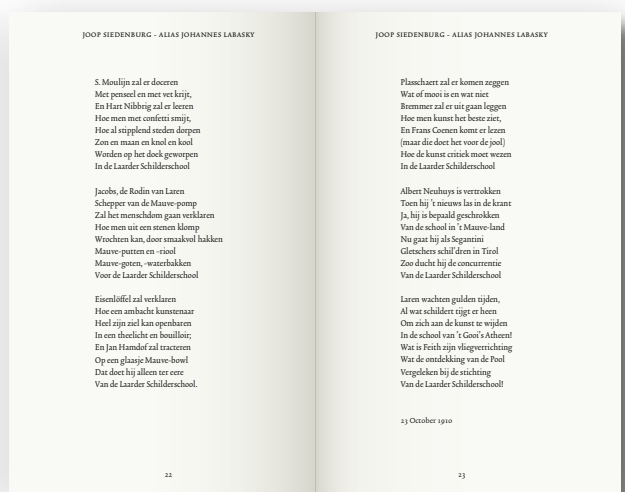 JOOP SIEDENBURG - ALIAS JOHANNES LABASKY
S. Moulijn zal er doceren
Met penseel en met vet krijt,
En Hart Nibbrig zal er leeren
Hoe men met confetti smijt,
Hoe al stipplend steden dorpen
Zon en maan en knol en kool
Worden op het doek geworpen
In de Laarder Schilderschool
Jacobs, de Rodin van Laren
Schepper van de Mauve-pomp
Zal het menschdom gaan verklaren
Hoe men uit een stenen klomp
Wrochten kan, door smaakvol hakken
Mauve-putten en -riool
Mauve-goten, -waterbakken
Voor de Laarder Schilderschool
Eisenlöffel zal verklaren
Hoe een ambacht kunstenaar
Heel zijn ziel kan openbaren
In een theelicht en bouilloir;
En Jan Hamdof zal tracteren
Op een glaasje Mauve-bowl
Dat doet hij alleen ter eere
Van de Laarder Schilderschool.
22
JOOP SIEDENBURG - ALIAS JOHANNES LABASKY
Plasschaert zal er komen zeggen
Wat of mooi is en wat niet
Bremmer zal er uit gaan leggen
Hoe men kunst het beste ziet,
En Frans Coenen komt er lezen
(maar die doet het voor de jool)
Hoe de kunst critiek moet wezen
In de Laarder Schilderschool
Albert Neuhuys is vertrokken
Toen hij 't nieuws las in de krant
Ja, hij is bepaald geschrokken
Van de school in 't Mauve-land
Nu gaat hij als Segantini
Gletschers schil'dren in Tirol
Zoo ducht hij de concurrentie
Van de Laarder Schilderschool
Laren wachten gulden tijden,
Al wat schildert tijgt er heen
Om zich aan de kunst te wijden
In de school van 't Gooi's Atheen!
Wat is Feith zijn vliegverrichting
Wat de ontdekking van de Pool
Vergeleken bij de stichting
Van de Laarder Schilderschool!
23 October 1910
23